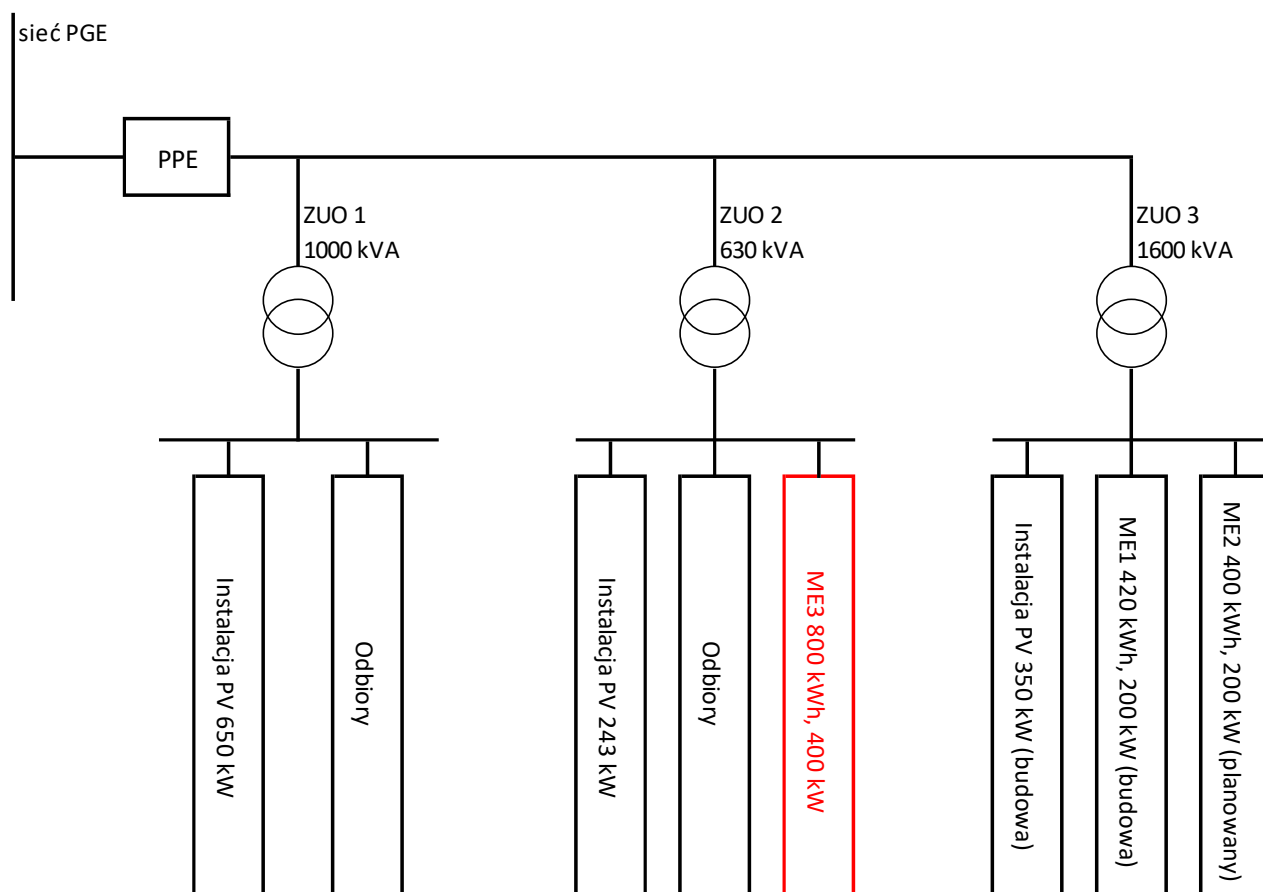 sieć PGE
PPE
ZUO 1
1000 kVA
ZUO 2
630 kVA
ZUO 3
1600 kVA
Instalacja PV 650 kW
Odbiory
Instalacja PV 243 kW
Odbiory
ME3 800 kWh, 400 kW
Instalacja PV 350 kW (budowa)
ME1 420 kWh, 200 kW (budowa)
ME2 400 kWh, 200 kW (planowany)